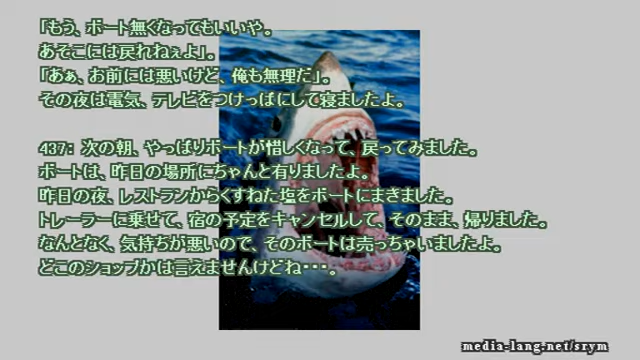 「もう、ボート無くなってもいいや。
あそこには戻れねぇよ」。
「あぁ、お前には悪いけど、俺も無理だ」。
その夜は電気、テレビをつけっぱにして寝ましたよ。
437: 次の朝、やっぱりボートが惜しくなって、戻ってみました。
ボートは、昨日の場所にちゃんと有りましたよ。
昨日の夜、レストランからくすねた塩をボートにまきました。
トレーラーに乗せて、宿の予定をキャンセルして、そのまま、帰りました。
なんとなく、気持ちが悪いので、そのボートは売っちゃいましたよ。
どこのショップかは言えませんけどね・・・。
media-lang.net/srym